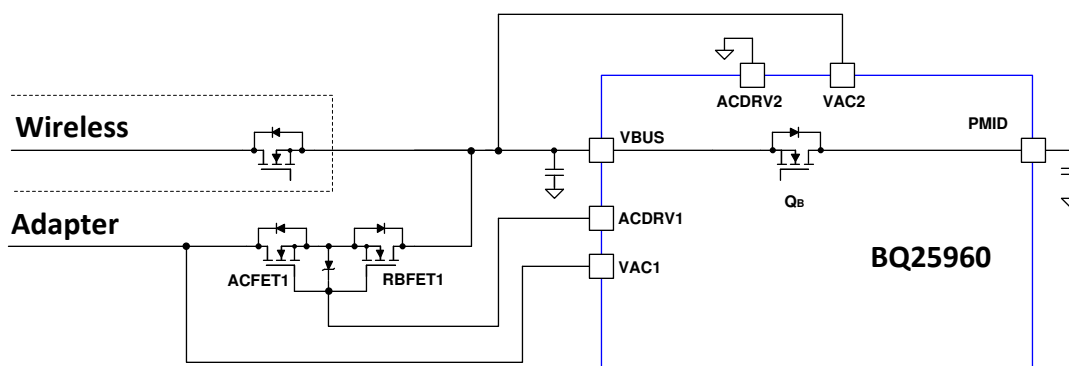 ACDRV2
VAC2
Wireless
VBUS
PMID
QB
Adapter
ACDRV1
BQ25960
VAC1
ACFET1
RBFET1